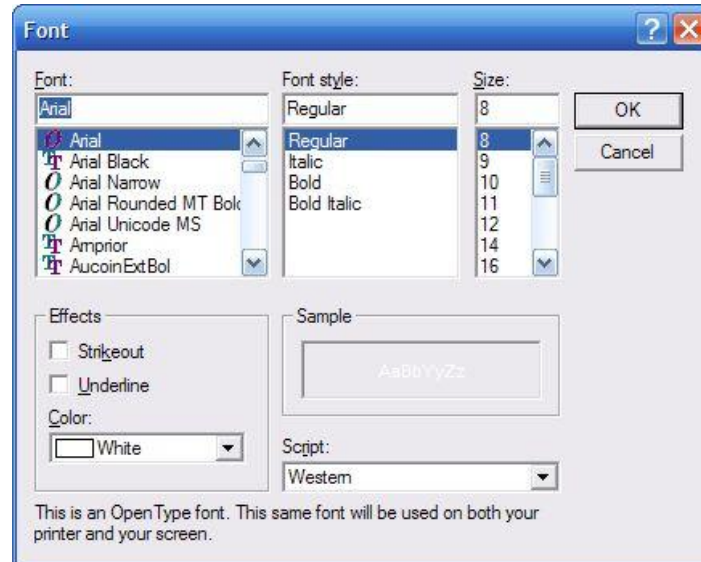 Font
Font:
Font style:
Size:
Arial
Regular
8
OK
Cancel
Arial
Arial Black
Arial Narrow
Arial Rounded MT Bold
Arial Unicode MS
Amprior
AucoinExtBol
Regular
Italic
Bold
Bold Italic
8
9
10
11
12
14
16
Effects
Strikeout
Underline
Color:
White
Sample
AaBbYyZz
Script:
Western
This is an OpenType font. This same font will be used on both your
printer and your screen.